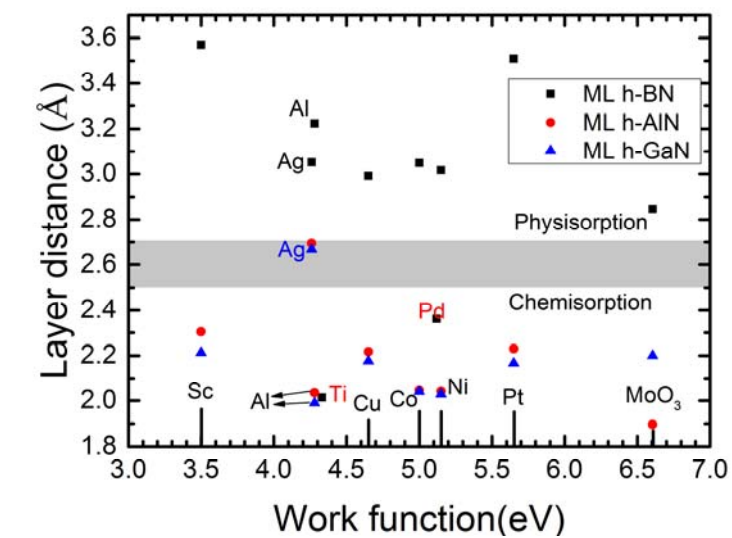 3.6
3.4
3.2
3.0
2.8
2.6
2.4
2.2
2.0
1.8
Layer distance (Å)
ML h-BN
ML h-AlN
ML h-GaN
Al
Ag
Physisorption
Ag
Chemisorption
Pd
Sc
Al
Ti
Cu
Co
Ni
Pt
MoO₃
3.0 3.5 4.0 4.5 5.0 5.5 6.0 6.5 7.0
Work function(eV)